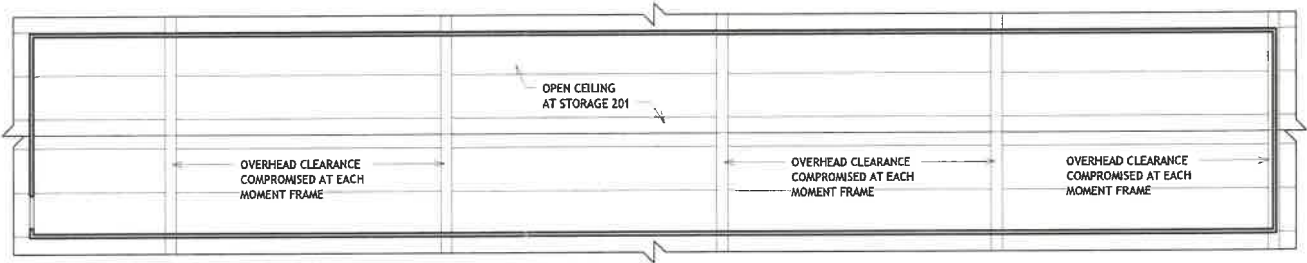 OPEN CEILING
AT STORAGE 201
OVERHEAD CLEARANCE
COMPROMISED AT EACH
MOMENT FRAME
OVERHEAD CLEARANCE
COMPROMISED AT EACH
MOMENT FRAME
OVERHEAD CLEARANCE
COMPROMISED AT EACH
MOMENT FRAME